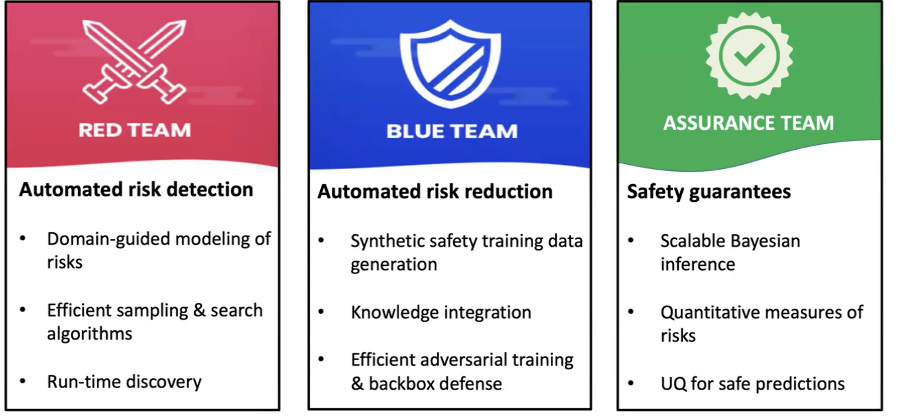 RED TEAM
Automated risk detection
• Domain-guided modeling of
risks
• Efficient sampling & search
algorithms
• Run-time discovery
BLUE TEAM
Automated risk reduction
• Synthetic safety training data
generation
• Knowledge integration
• Efficient adversarial training
& backbox defense
ASSURANCE TEAM
Safety guarantees
• Scalable Bayesian
inference
• Quantitative measures of
risks
• UQ for safe predictions